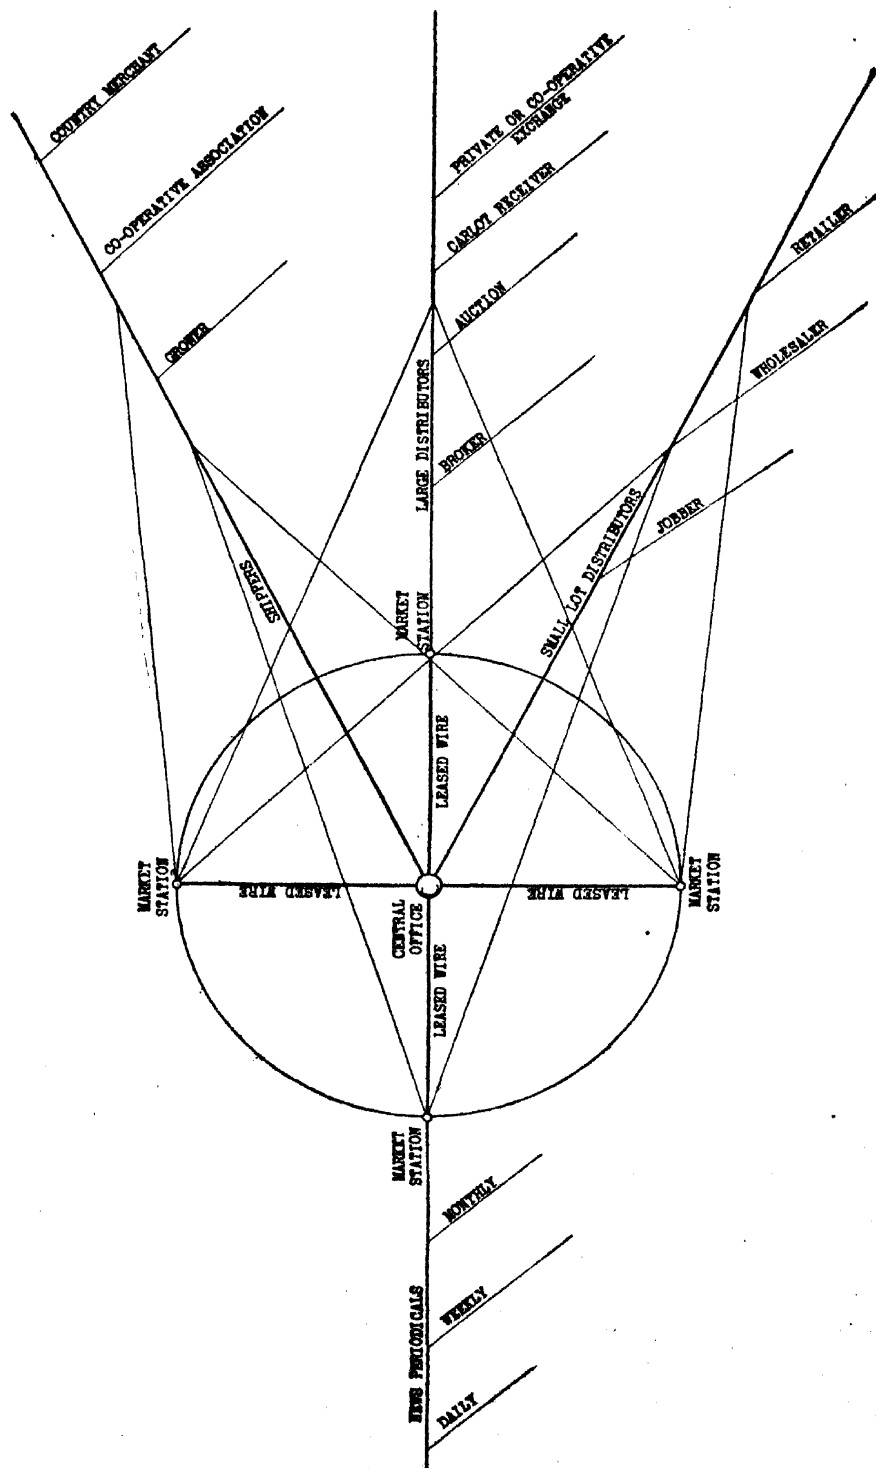 COUNTRY MERCHANT
CO-OPERATIVE ASSOCIATION
GROWER
SHIPPERS
PRIVATE OR CO-OPERATIVE
EXCHANGE
CARLOT RECEIVER
AUCTION
BROKER
LARGE DISTRIBUTORS
RETAILER
WHOLESALER
JOBBER
SMALL LOT DISTRIBUTORS
MARKET
STATION
LEASED WIRE
MARKET
STATION
LEASED WIRE
CENTRAL
OFFICE
LEASED WIRE
MARKET
STATION
LEASED WIRE
MARKET
STATION
MONTHLY
WEEKLY
DAILY
NEWS PERIODICALS